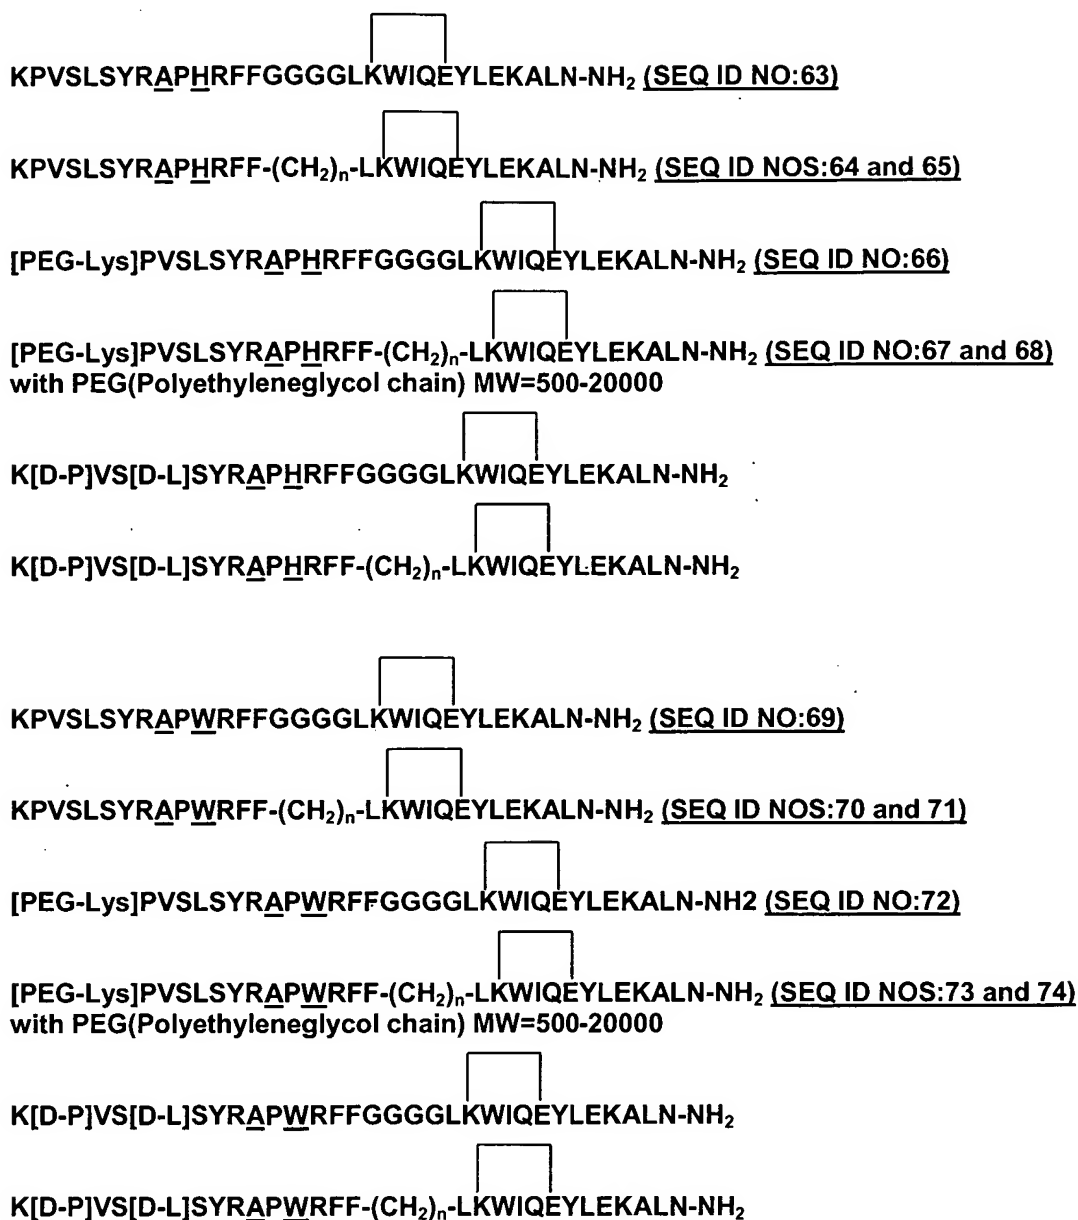 KPVSLSYRAPHRFFGGGGLKWIQEYLEKALN-NH₂ (SEQ ID NO:63)
KPVSLSYRAPHRFF-(CH₂)ₙ-LKWIQEYLEKALN-NH₂ (SEQ ID NOS:64 and 65)
[PEG-Lys]PVSLSYRAPHRFFGGGGLKWIQEYLEKALN-NH₂ (SEQ ID NO:66)
[PEG-Lys]PVSLSYRAPHRFF-(CH₂)ₙ-LKWIQEYLEKALN-NH₂ (SEQ ID NO:67 and 68)
with PEG(Polyethyleneglycol chain) MW=500-20000
K[D-P]VS[D-L]SYRAPHRFFGGGGLKWIQEYLEKALN-NH₂
K[D-P]VS[D-L]SYRAPHRFF-(CH₂)ₙ-LKWIQEYLEKALN-NH₂
KPVSLSYRAPWRFFGGGGLKWIQEYLEKALN-NH₂ (SEQ ID NO:69)
KPVSLSYRAPWRFF-(CH₂)ₙ-LKWIQEYLEKALN-NH₂ (SEQ ID NOS:70 and 71)
[PEG-Lys]PVSLSYRAPWRFFGGGGLKWIQEYLEKALN-NH2 (SEQ ID NO:72)
[PEG-Lys]PVSLSYRAPWRFF-(CH₂)ₙ-LKWIQEYLEKALN-NH₂ (SEQ ID NOS:73 and 74)
with PEG(Polyethyleneglycol chain) MW=500-20000
K[D-P]VS[D-L]SYRAPWRFFGGGGLKWIQEYLEKALN-NH₂
K[D-P]VS[D-L]SYRAPWRFF-(CH₂)ₙ-LKWIQEYLEKALN-NH₂